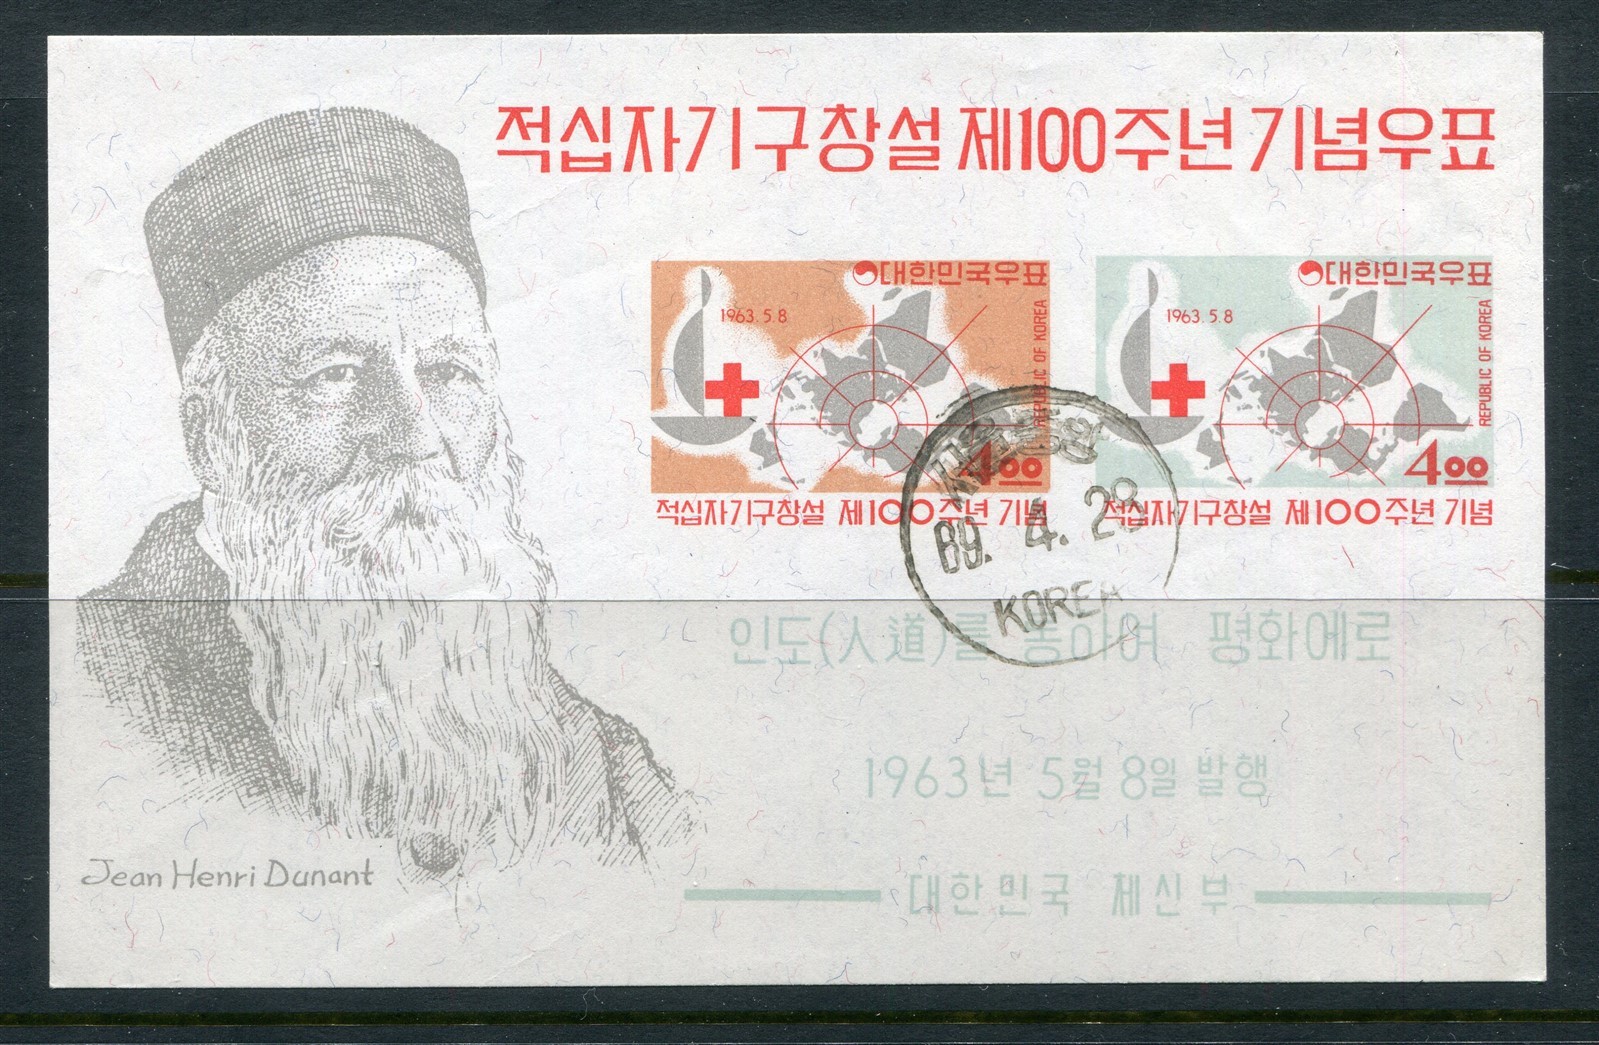 적십자기구창설 제100주년 기념우표
대한민국우표
1963.5.8
REPUBLIC OF KOREA
4.00
적십자기구창설 제100주년 기념
대한민국우표
1963.5.8
REPUBLIC OF KOREA
4.00
적십자기구창설 제100주년 기념
69. 4. 28
KOREA
인도(人道)를 통하여 평화에로
1963년 5월 8일 발행
대한민국 체신부
Jean Henri Dunant